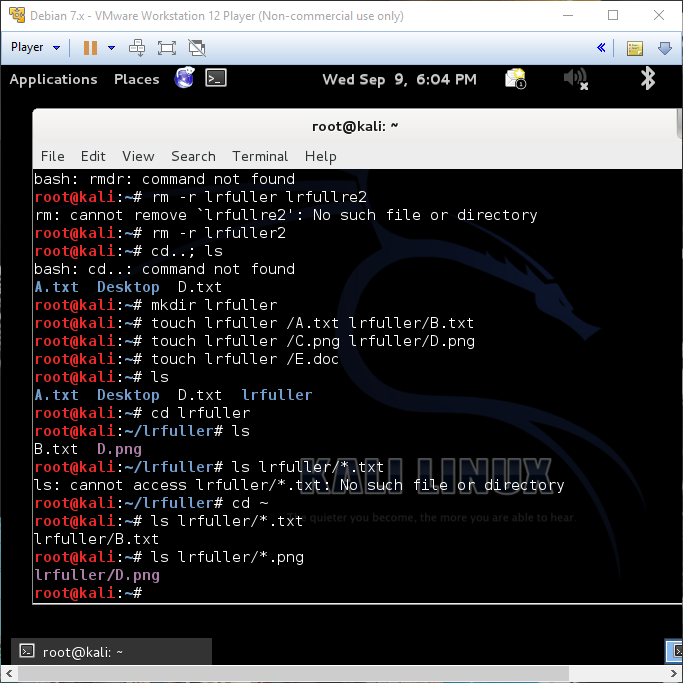 Debian 7.x - VMware Workstation 12 Player (Non-commercial use only)
Player
Applications Places Wed Sep 9, 6:04 PM 1
root@kali: ~
File Edit View Search Terminal Help
bash: rmdr: command not found
root@kali:~# rm -r lrfuller lrfullre2
rm: cannot remove `lrfullre2': No such file or directory
root@kali:~# rm -r lrfuller2
root@kali:~# cd..; ls
bash: cd..: command not found
A.txt Desktop D.txt
root@kali:~# mkdir lrfuller
root@kali:~# touch lrfuller /A.txt lrfuller/B.txt
root@kali:~# touch lrfuller /C.png lrfuller/D.png
root@kali:~# touch lrfuller /E.doc
root@kali:~# ls
A.txt Desktop D.txt lrfuller
root@kali:~# cd lrfuller
root@kali:~/lrfuller# ls
B.txt D.png
root@kali:~/lrfuller# ls lrfuller/*.txt
KALI LINUX
ls: cannot access lrfuller/*.txt: No such file or directory
root@kali:~/lrfuller# cd ~
root@kali:~# ls lrfuller/*.txt
The quieter you become, the more you are able to hear.
lrfuller/B.txt
root@kali:~# ls lrfuller/*.png
lrfuller/D.png
root@kali:~#
root@kali: ~